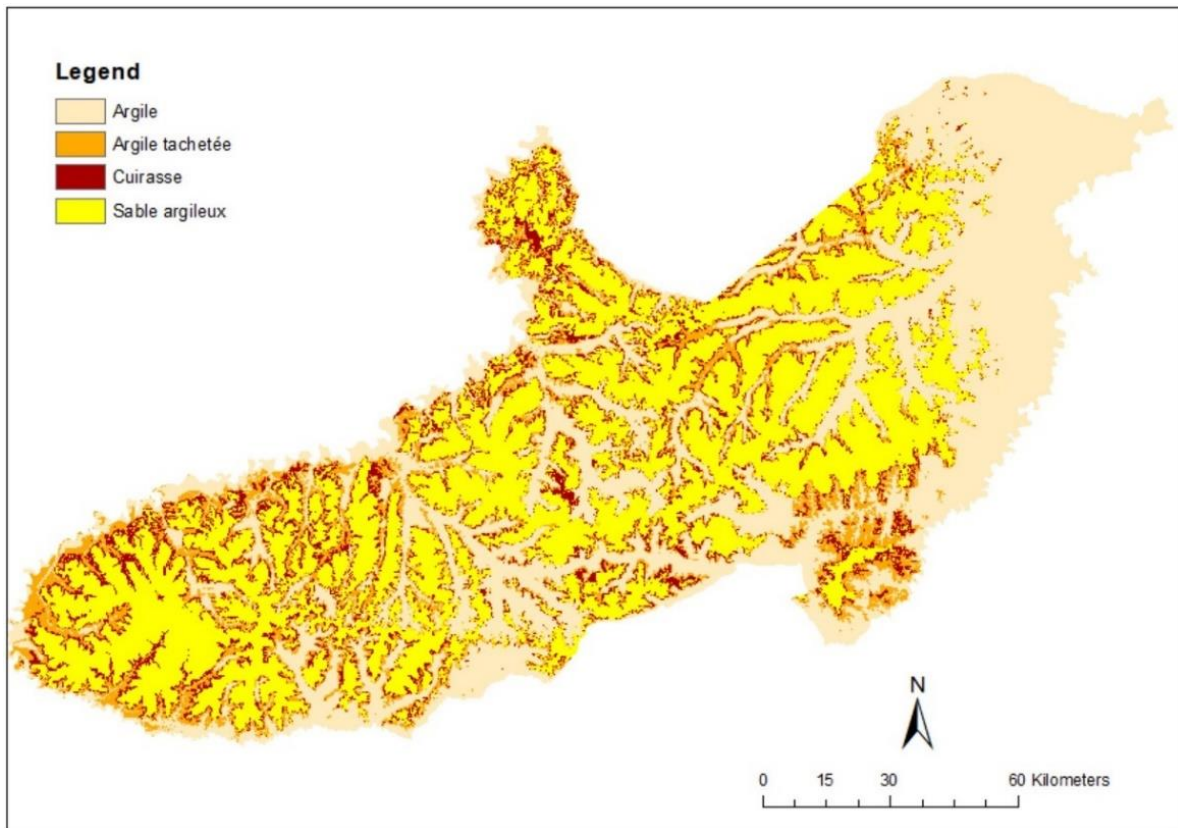 Legend
Argile
Argile tachetée
Cuirasse
Sable argileux
N
0 15 30 60 Kilometers